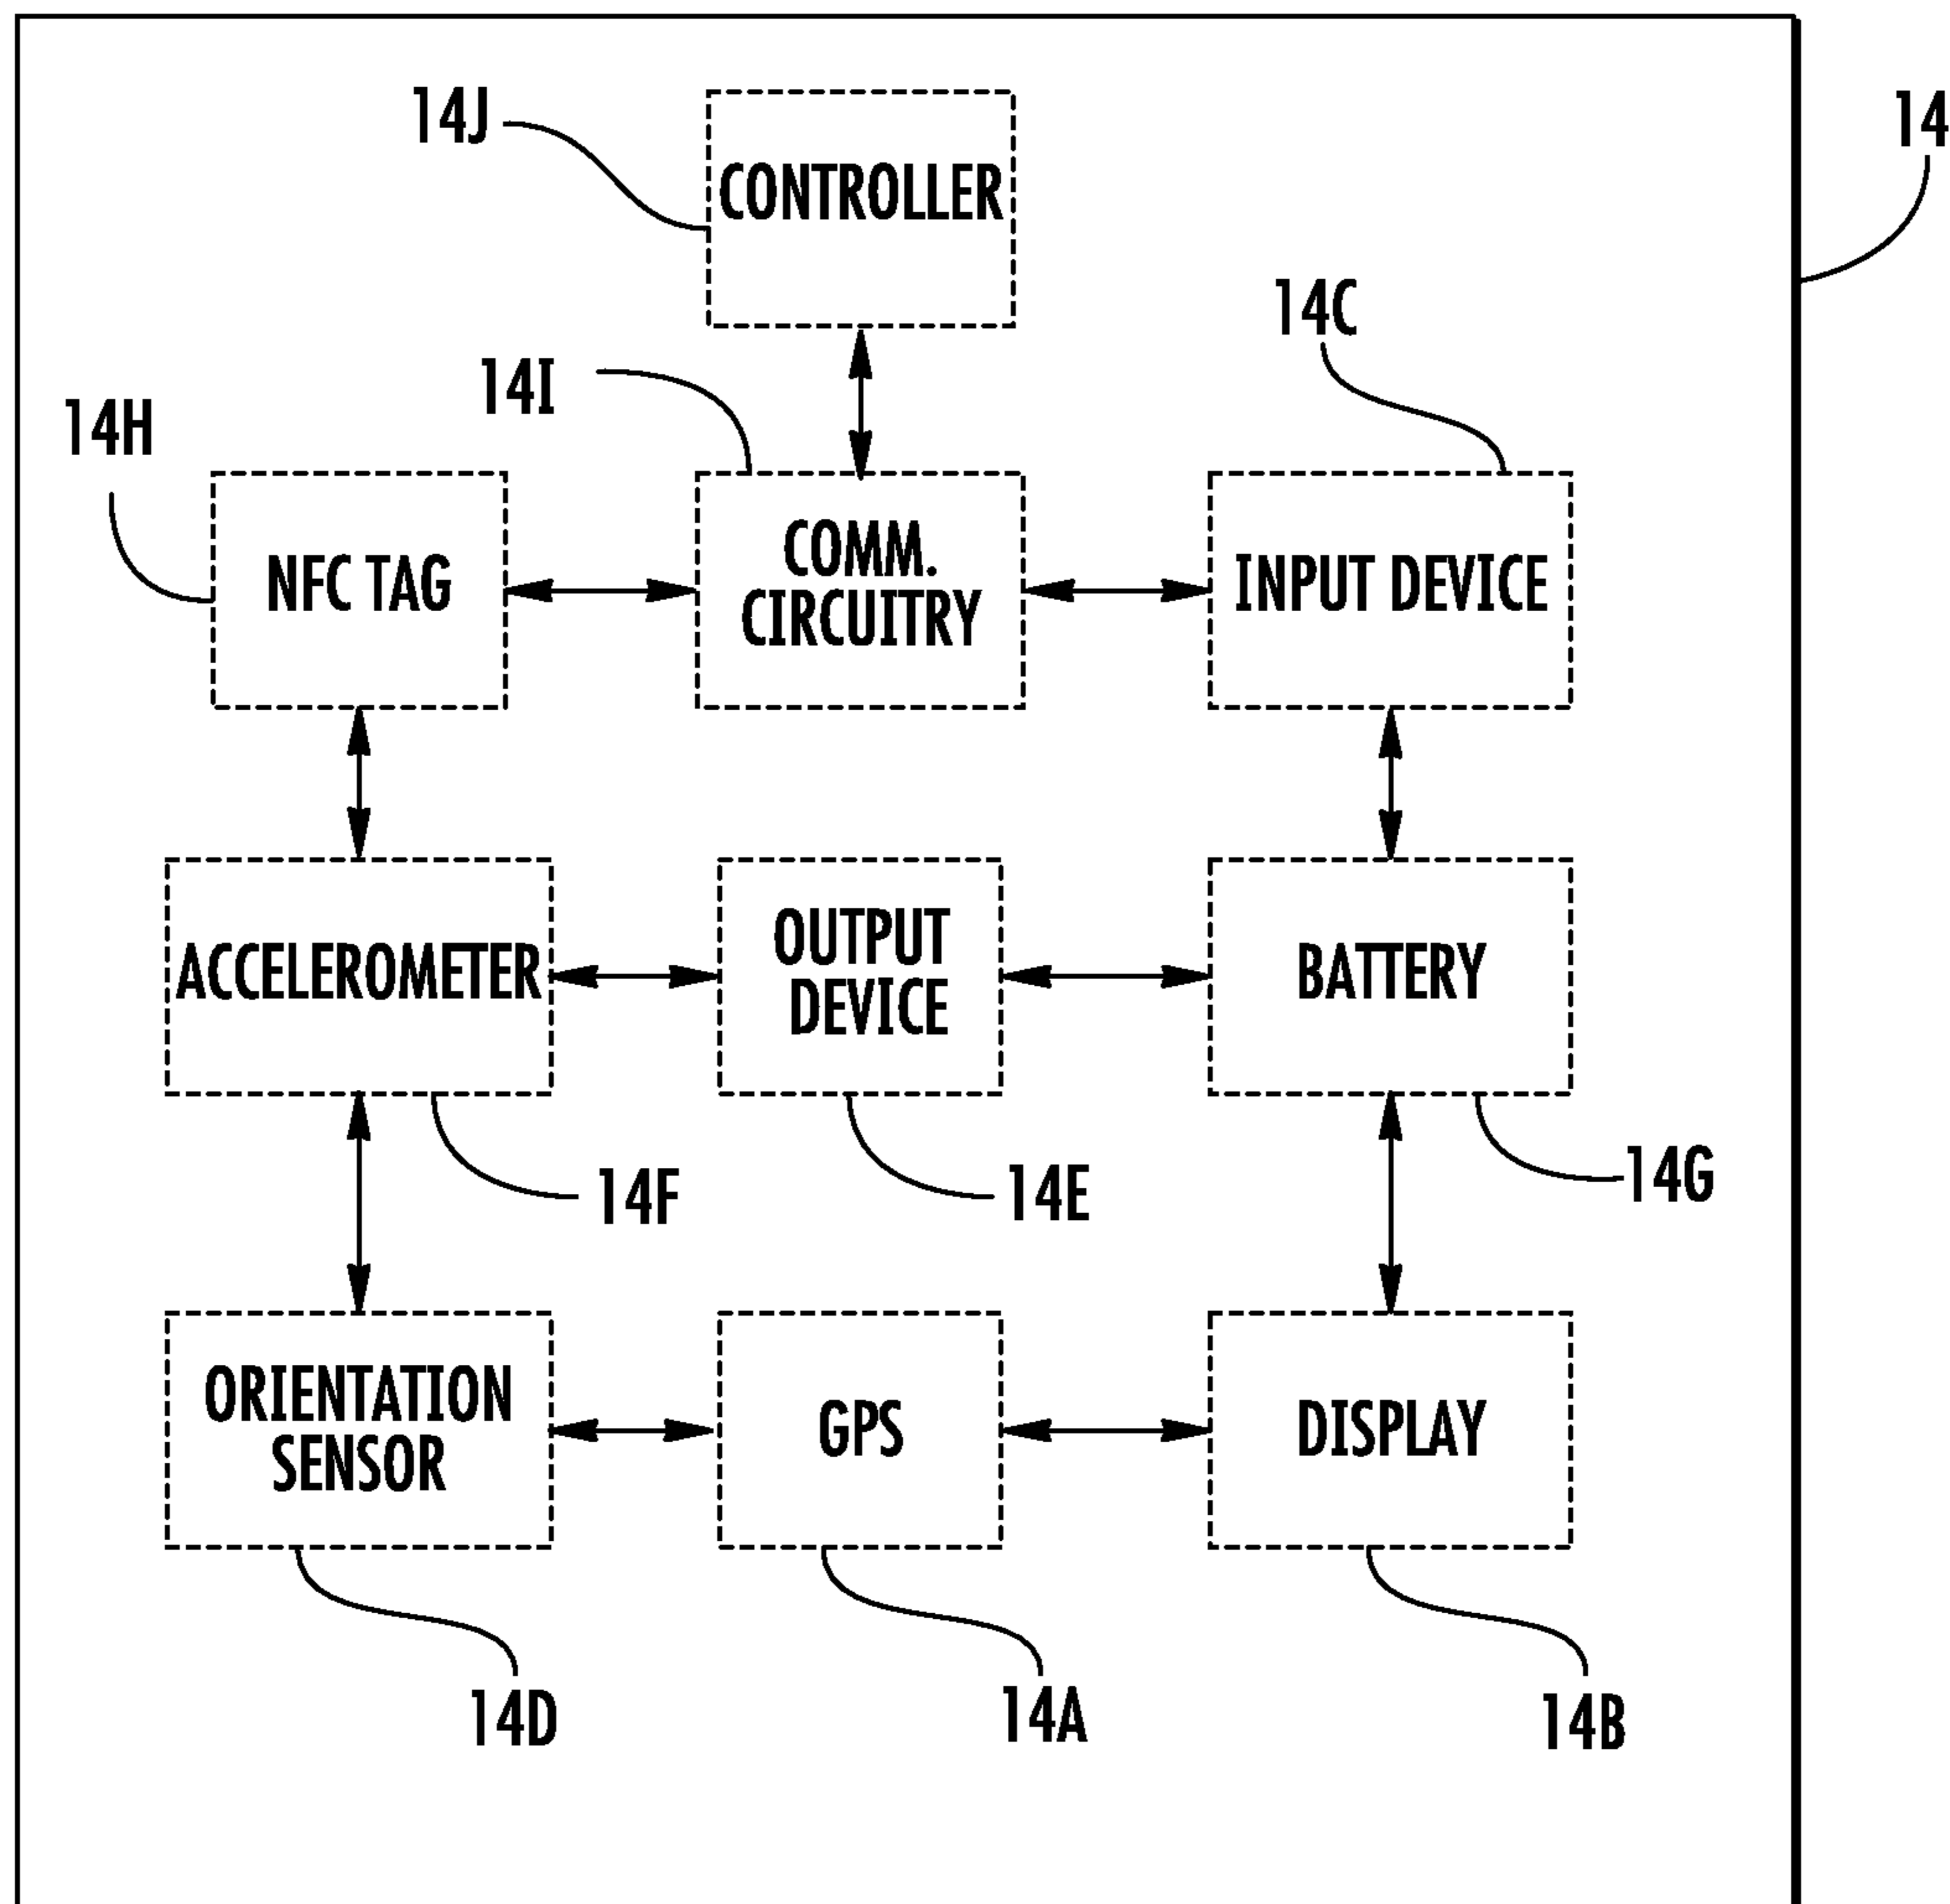 14J
CONTROLLER
14
14C
14I
14H
NFC TAG
COMM.
CIRCUITRY
INPUT DEVICE
ACCELEROMETER
OUTPUT
DEVICE
BATTERY
14F
14E
14G
ORIENTATION
SENSOR
GPS
DISPLAY
14D
14A
14B